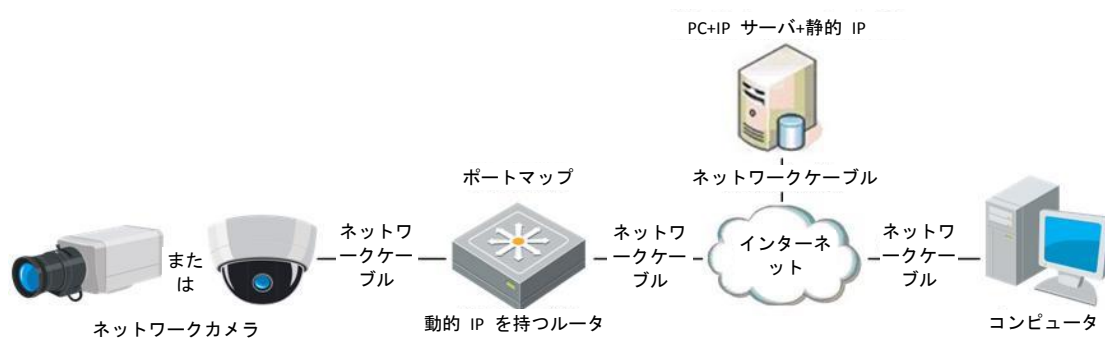 PC+IP サーバ+静的 IP
ポートマップ
ネットワークケーブル
ネットワ
ークケー
ブル
ネットワ
ークケー
ブル
インターネ
ット
ネットワ
ークケー
ブル
また
は
ネットワークカメラ
動的 IP を持つルータ
コンピュータ